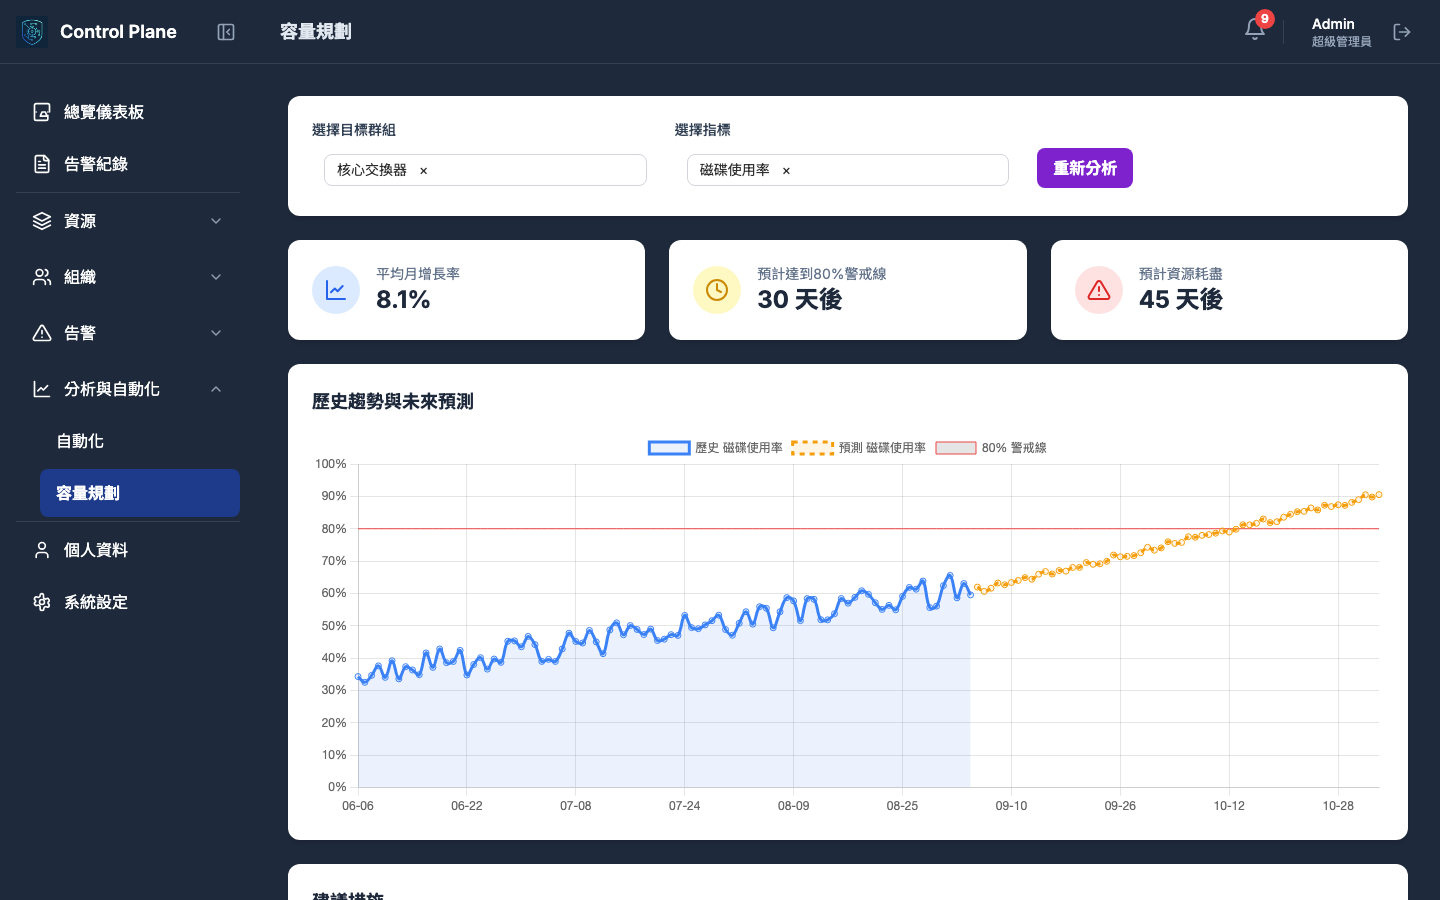 Control Plane
容量規劃
9
Admin
超級管理員
總覽儀表板
告警紀錄
資源
組織
告警
分析與自動化
自動化
容量規劃
個人資料
系統設定
選擇目標群組
核心交換器 ×
選擇指標
磁碟使用率 ×
重新分析
平均月增長率
8.1%
預計達到80%警戒線
30 天後
預計資源耗盡
45 天後
歷史趨勢與未來預測
歷史 磁碟使用率 預測 磁碟使用率 80% 警戒線
100%
90%
80%
70%
60%
50%
40%
30%
20%
10%
0%
06-06 06-22 07-08 07-24 08-09 08-25 09-10 09-26 10-12 10-28
建議措施